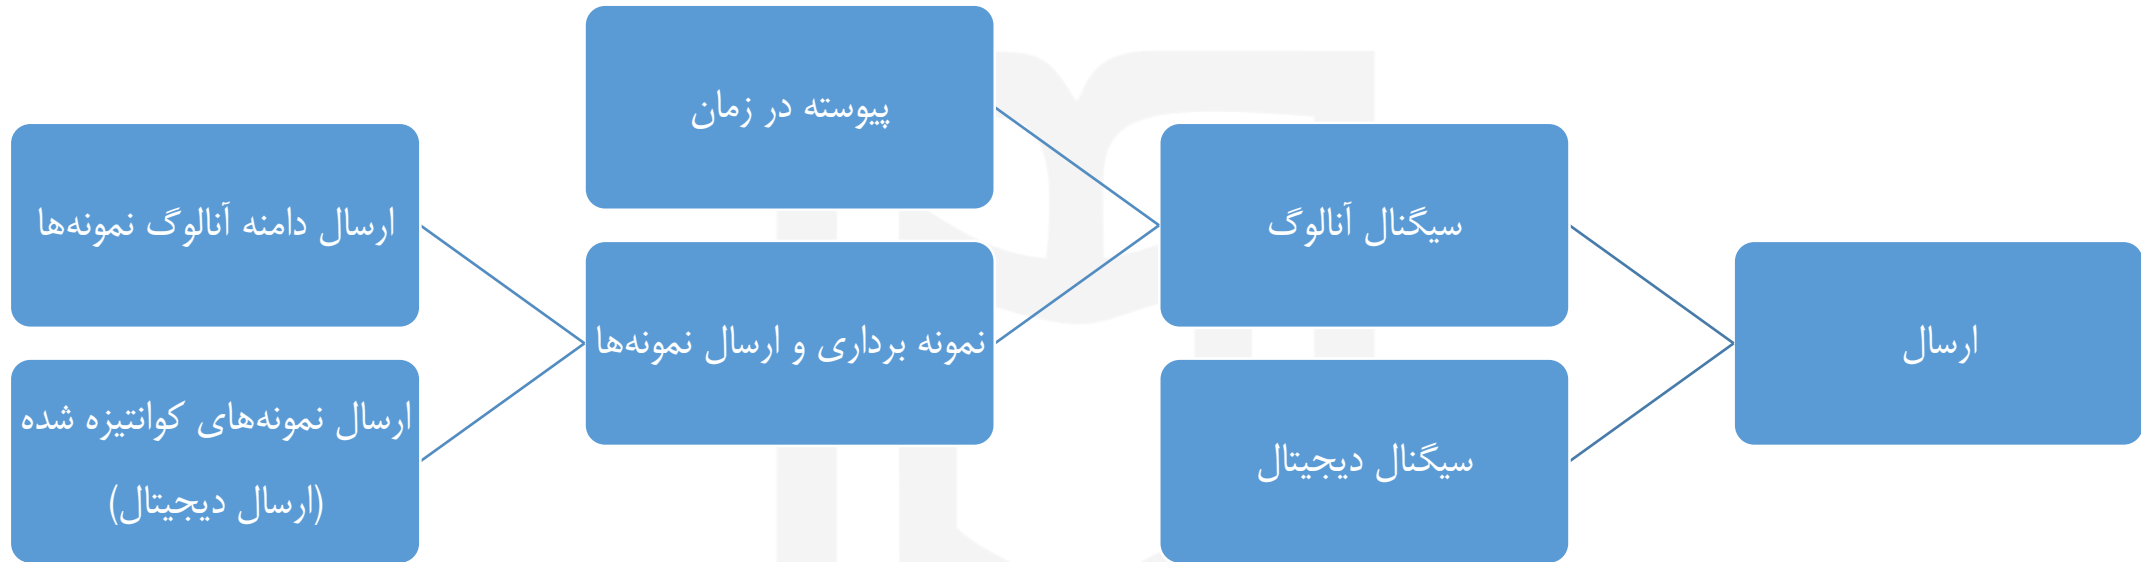 ارسال
سیگنال آنالوگ
سیگنال دیجیتال
پیوسته در زمان
نمونه برداری و ارسال نمونه‌ها
ارسال دامنه آنالوگ نمونه‌ها
ارسال نمونه‌های کوانتیزه شده
(ارسال دیجیتال)